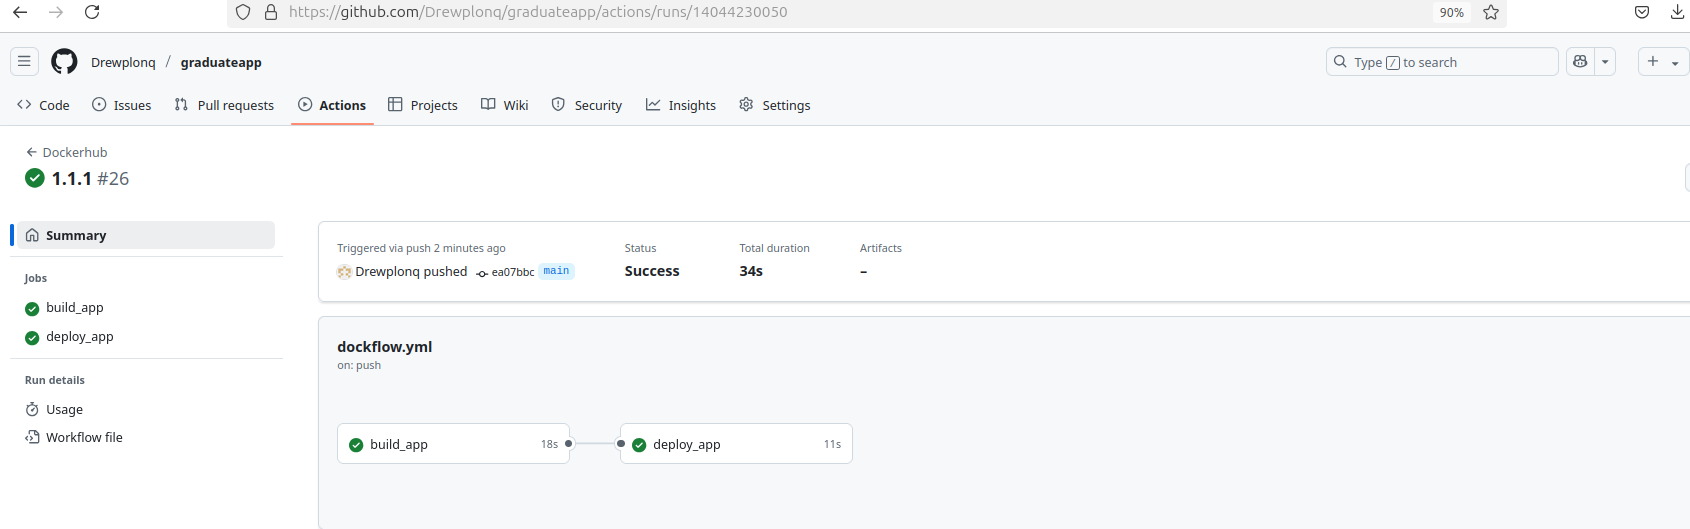 https://github.com/Drewplonq/graduateapp/actions/runs/14044230050 90%
Drewplonq / graduateapp Type / to search
Code Issues Pull requests Actions Projects Wiki Security Insights Settings
Dockerhub
1.1.1 #26
Summary
Jobs
build_app
deploy_app
Run details
Usage
Workflow file
Triggered via push 2 minutes ago Status Total duration Artifacts
Drewplonq pushed ea07bbc main Success 34s –
dockflow.yml
on: push
build_app 18s deploy_app 11s